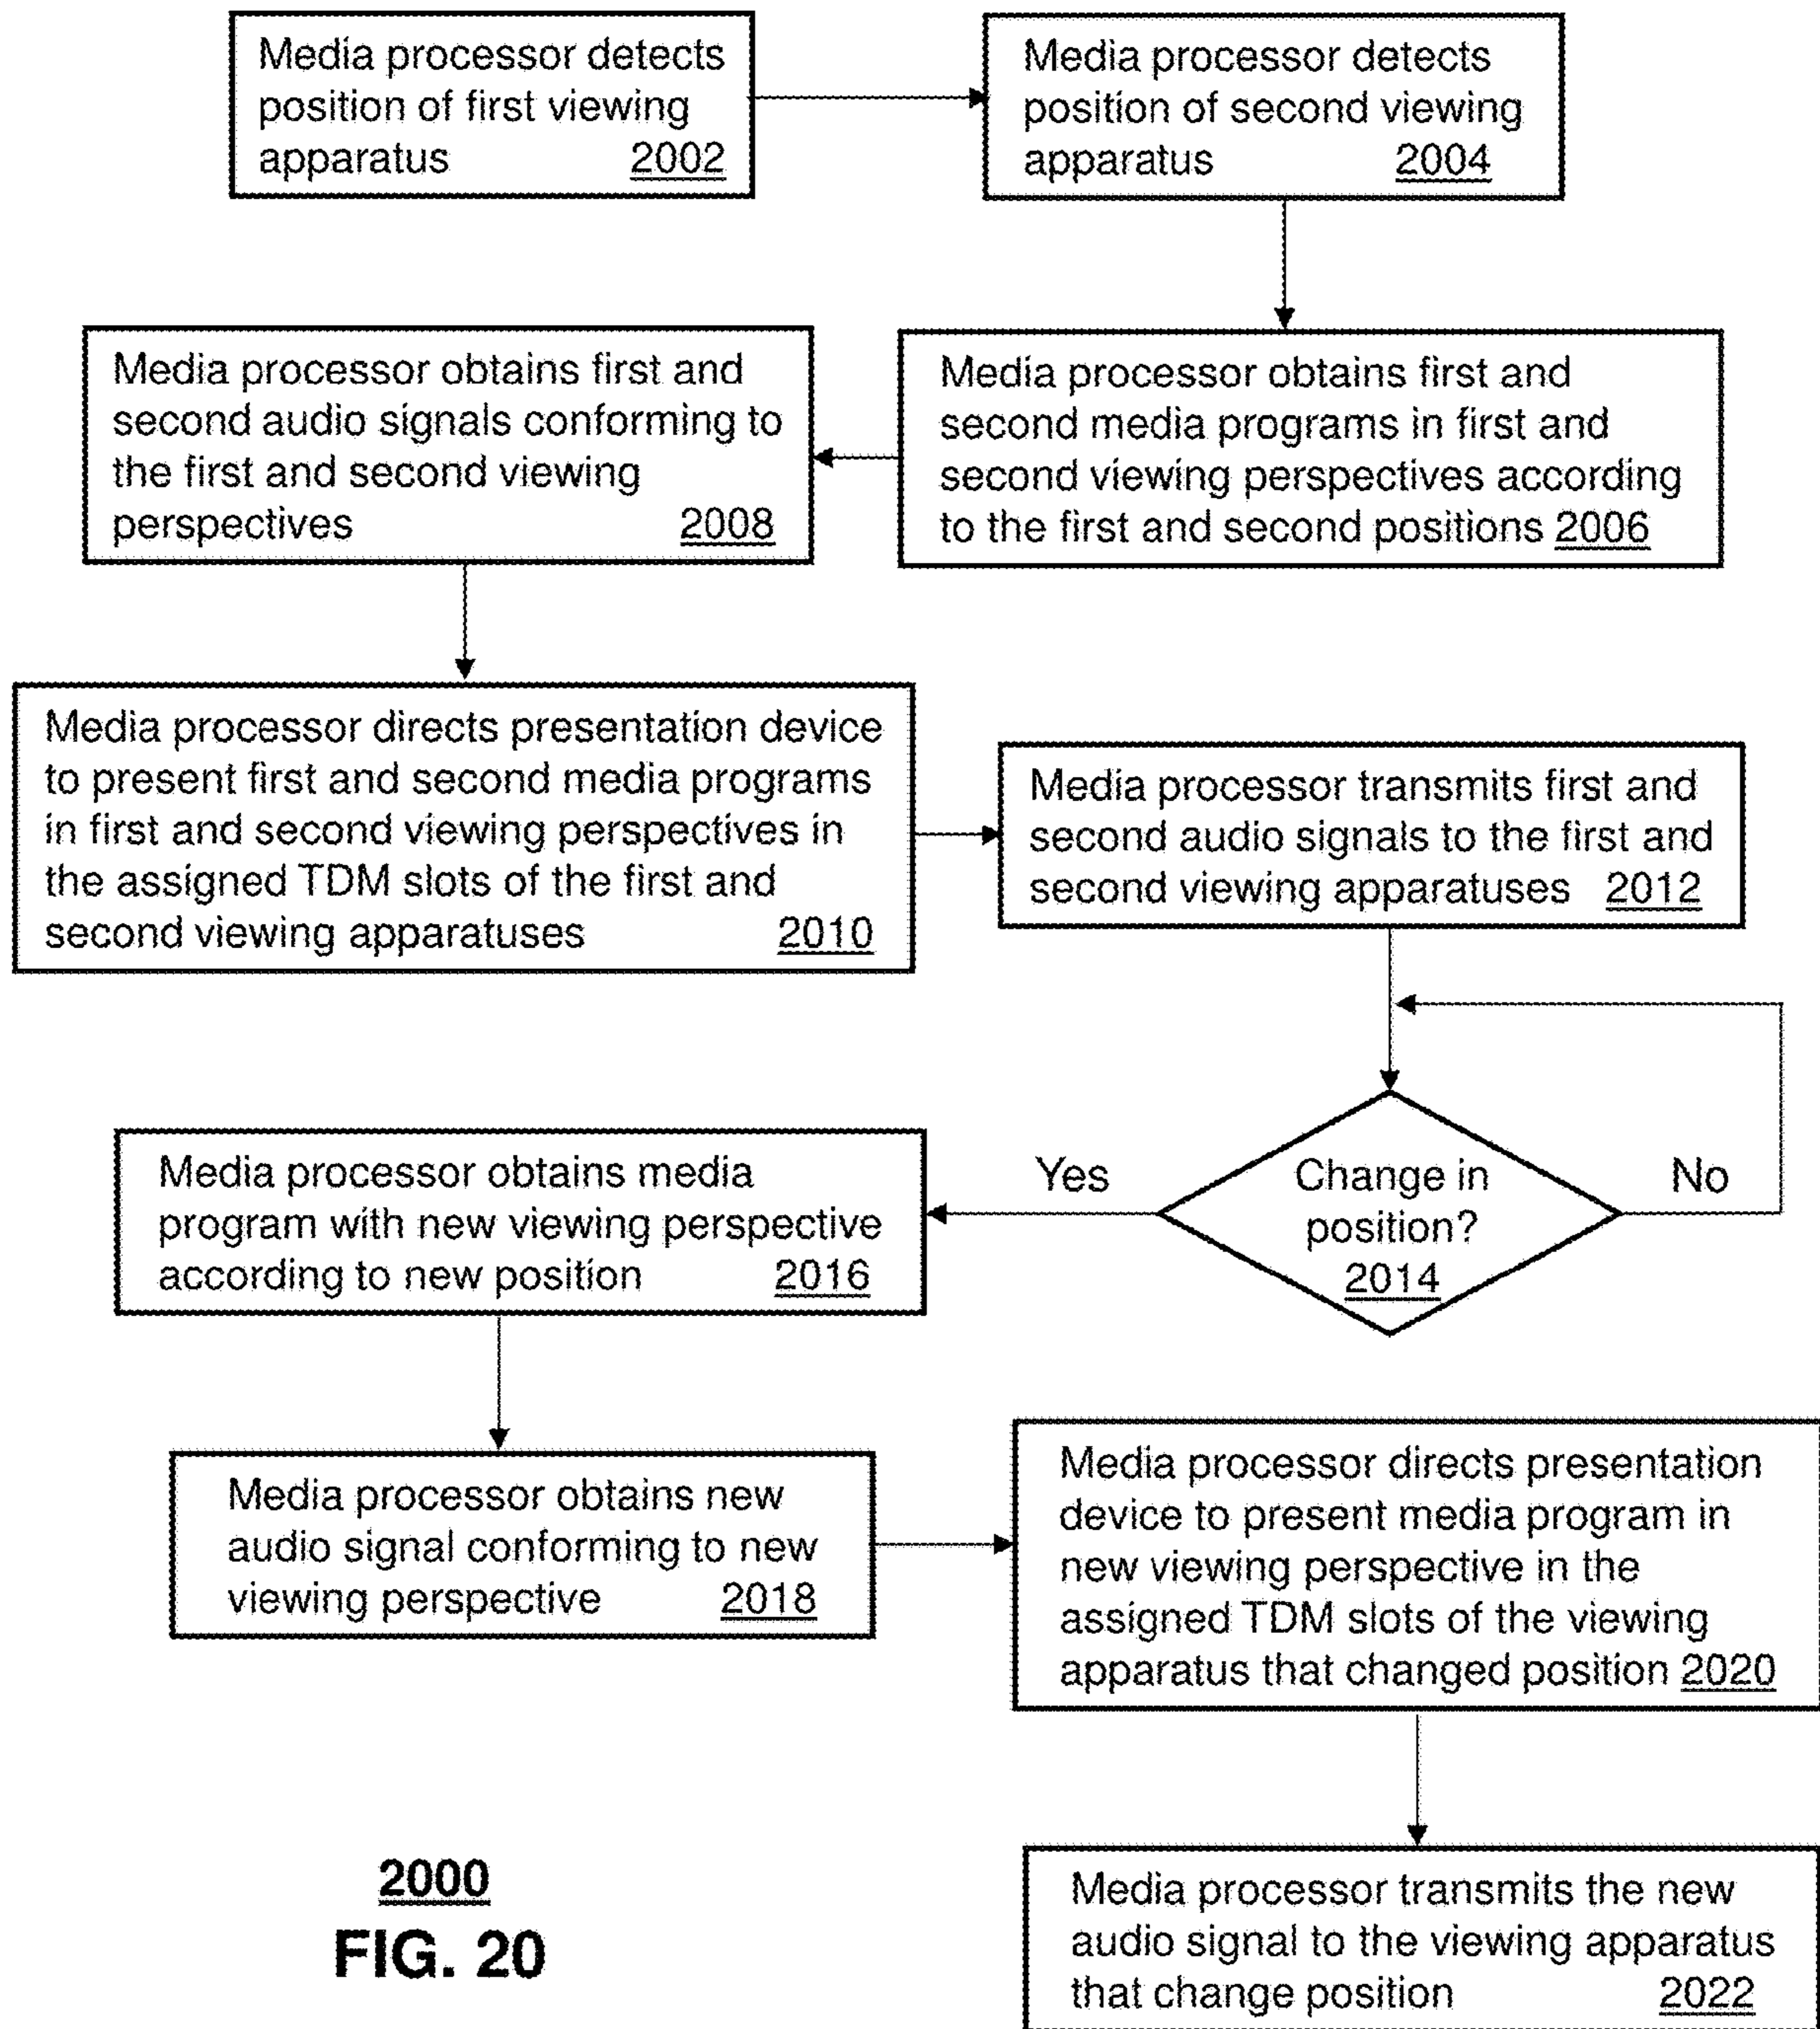 Media processor detects
position of first viewing
apparatus 2002
Media processor detects
position of second viewing
apparatus 2004
Media processor obtains first and
second media programs in first and
second viewing perspectives according
to the first and second positions 2006
Media processor obtains first and
second audio signals conforming to
the first and second viewing
perspectives 2008
Media processor directs presentation device
to present first and second media programs
in first and second viewing perspectives in
the assigned TDM slots of the first and
second viewing apparatuses 2010
Media processor transmits first and
second audio signals to the first and
second viewing apparatuses 2012
Change in
position?
2014
Yes
No
Media processor obtains media
program with new viewing perspective
according to new position 2016
Media processor obtains new
audio signal conforming to new
viewing perspective 2018
Media processor directs presentation
device to present media program in
new viewing perspective in the
assigned TDM slots of the viewing
apparatus that changed position 2020
Media processor transmits the new
audio signal to the viewing apparatus
that change position 2022
2000
FIG. 20